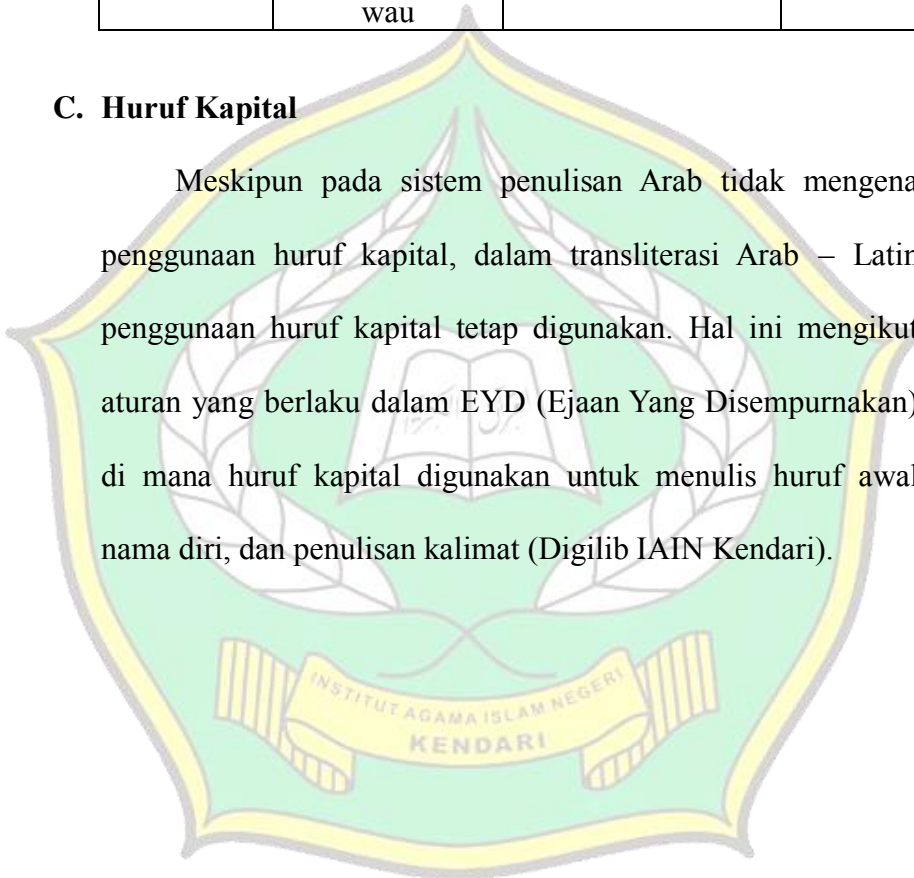 wau
C. Huruf Kapital
Meskipun pada sistem penulisan Arab tidak mengena
penggunaan huruf kapital, dalam transliterasi Arab – Latin
penggunaan huruf kapital tetap digunakan. Hal ini mengikut
aturan yang berlaku dalam EYD (Ejaan Yang Disempurnakan)
di mana huruf kapital digunakan untuk menulis huruf awal
nama diri, dan penulisan kalimat (Digilib IAIN Kendari).
INSTITUT AGAMA ISLAM NEGERI
KENDARI